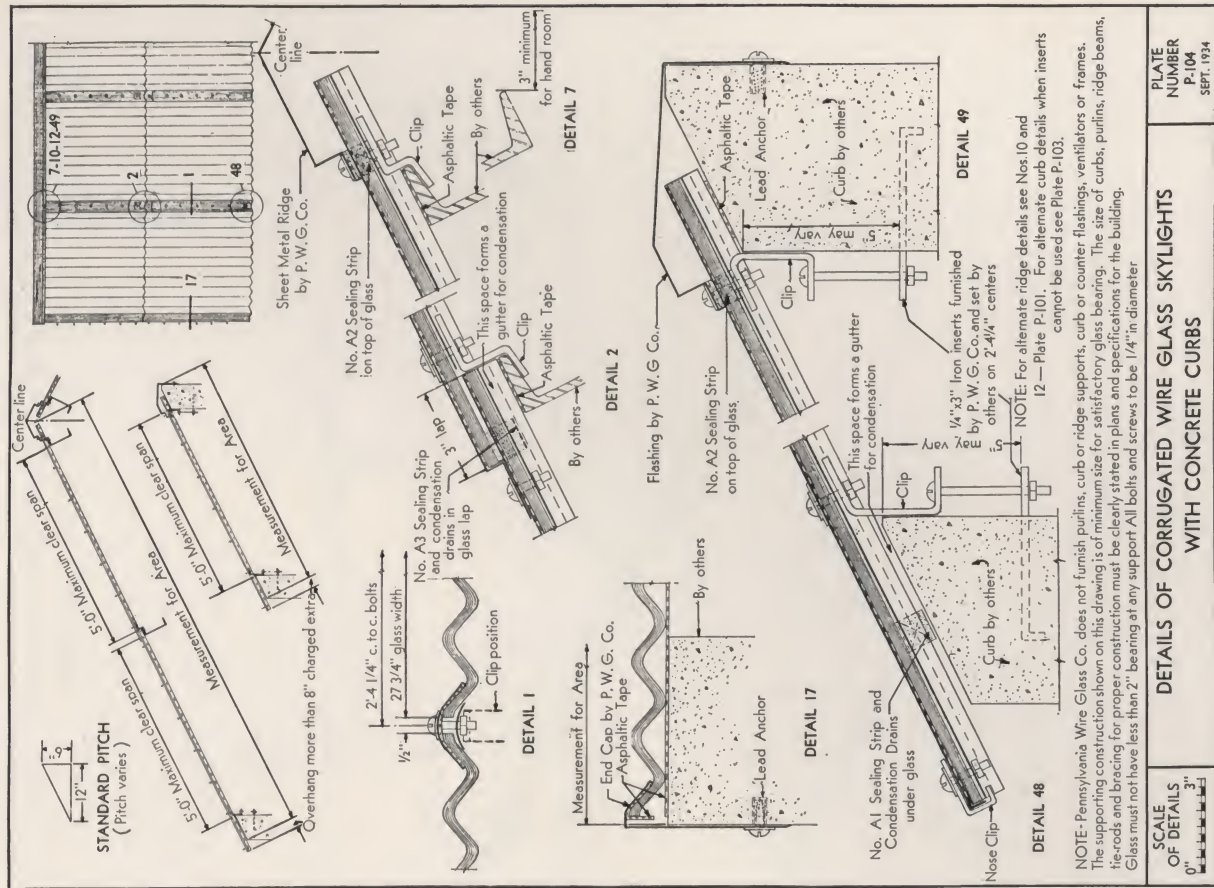 STANDARD PITCH
( Pitch varies )
12"
6"
Center line
5'-0" Maximum clear span
5'-0" Maximum clear span
Measurement for Area
Overhang more than 8" charged extra
5'-0" Maximum clear span
Measurement for Area
7-10-12-49
2
1
17
48
Center line
Sheet Metal Ridge
by P. W. G. Co.
2'-4 1/4" c. to c. bolts
27 3/4" glass width
1/2"
Clip position
DETAIL 1
No. A3 Sealing Strip
and condensation
drains in 3" lap
glass lap
No. A2 Sealing Strip
on top of glass
This space forms a
gutter for condensation
Clip
Asphaltic Tape
By others
DETAIL 2
Asphaltic Tape
Clip
By others
3" minimum
for hand room
DETAIL 7
Measurement for Area
End Cap by P. W. G. Co.
Asphaltic Tape
By others
Lead Anchor
DETAIL 17
Flashing by P. W. G. Co.
No. A2 Sealing Strip
on top of glass
This space forms a gutter
for condensation
Asphaltic Tape
Lead Anchor
Clip
5" may vary
Curb by others
1/4"x3" Iron inserts furnished
by P. W. G. Co. and set by
others on 2'-4 1/4" centers
DETAIL 49
No. A1 Sealing Strip and
Condensation Drains
under glass
Nose Clip
Clip
5" may vary
Curb by others
DETAIL 48
NOTE: For alternate ridge details see Nos. 10 and
12 — Plate P-101. For alternate curb details when inserts
cannot be used see Plate P-103.
NOTE- Pennsylvania Wire Glass Co. does not furnish purlins, curb or ridge supports, curb or counter flashings, ventilators or frames.
The supporting construction shown on this drawing is of minimum size for satisfactory glass bearing. The size of curbs, purlins, ridge beams,
tie-rods and bracing for proper construction must be clearly stated in plans and specifications for the building.
Glass must not have less than 2" bearing at any support All bolts and screws to be 1/4" in diameter
SCALE
OF DETAILS
0" 3"
DETAILS OF CORRUGATED WIRE GLASS SKYLIGHTS
WITH CONCRETE CURBS
PLATE
NUMBER
P-104
SEPT. 1934